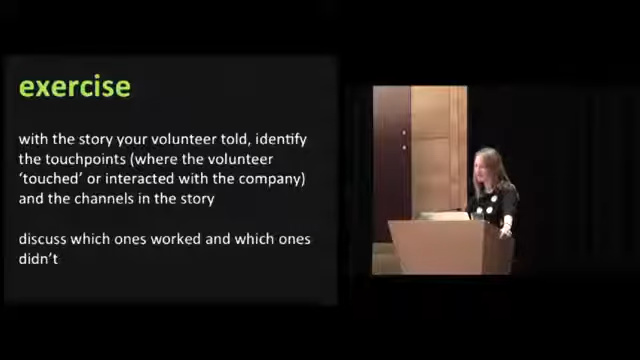 exercise
with the story your volunteer told, identify
the touchpoints (where the volunteer
‘touched’ or interacted with the company)
and the channels in the story
discuss which ones worked and which ones
didn’t